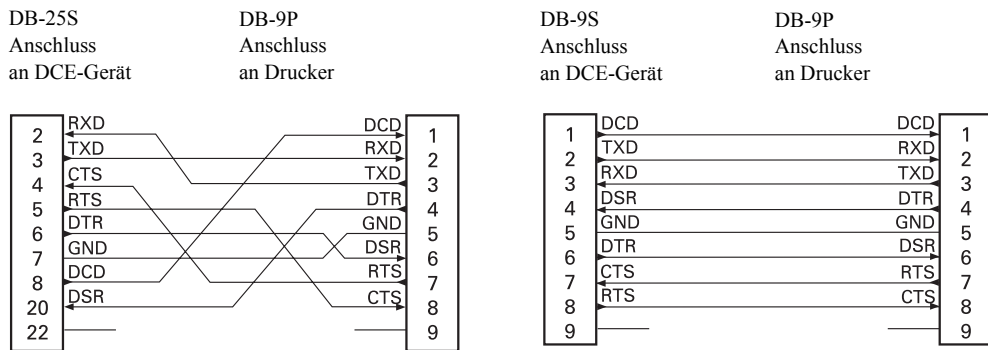 DB-25S
Anschluss
an DCE-Gerät
DB-9P
Anschluss
an Drucker
2 RXD DCD 1
3 TXD RXD 2
4 CTS TXD 3
5 RTS DTR 4
6 DTR GND 5
7 GND DSR 6
8 DCD RTS 7
20 DSR CTS 8
22 9
DB-9S
Anschluss
an DCE-Gerät
DB-9P
Anschluss
an Drucker
1 DCD DCD 1
2 TXD RXD 2
3 RXD TXD 3
4 DSR DTR 4
5 GND GND 5
6 DTR DSR 6
7 CTS RTS 7
8 RTS CTS 8
9 9